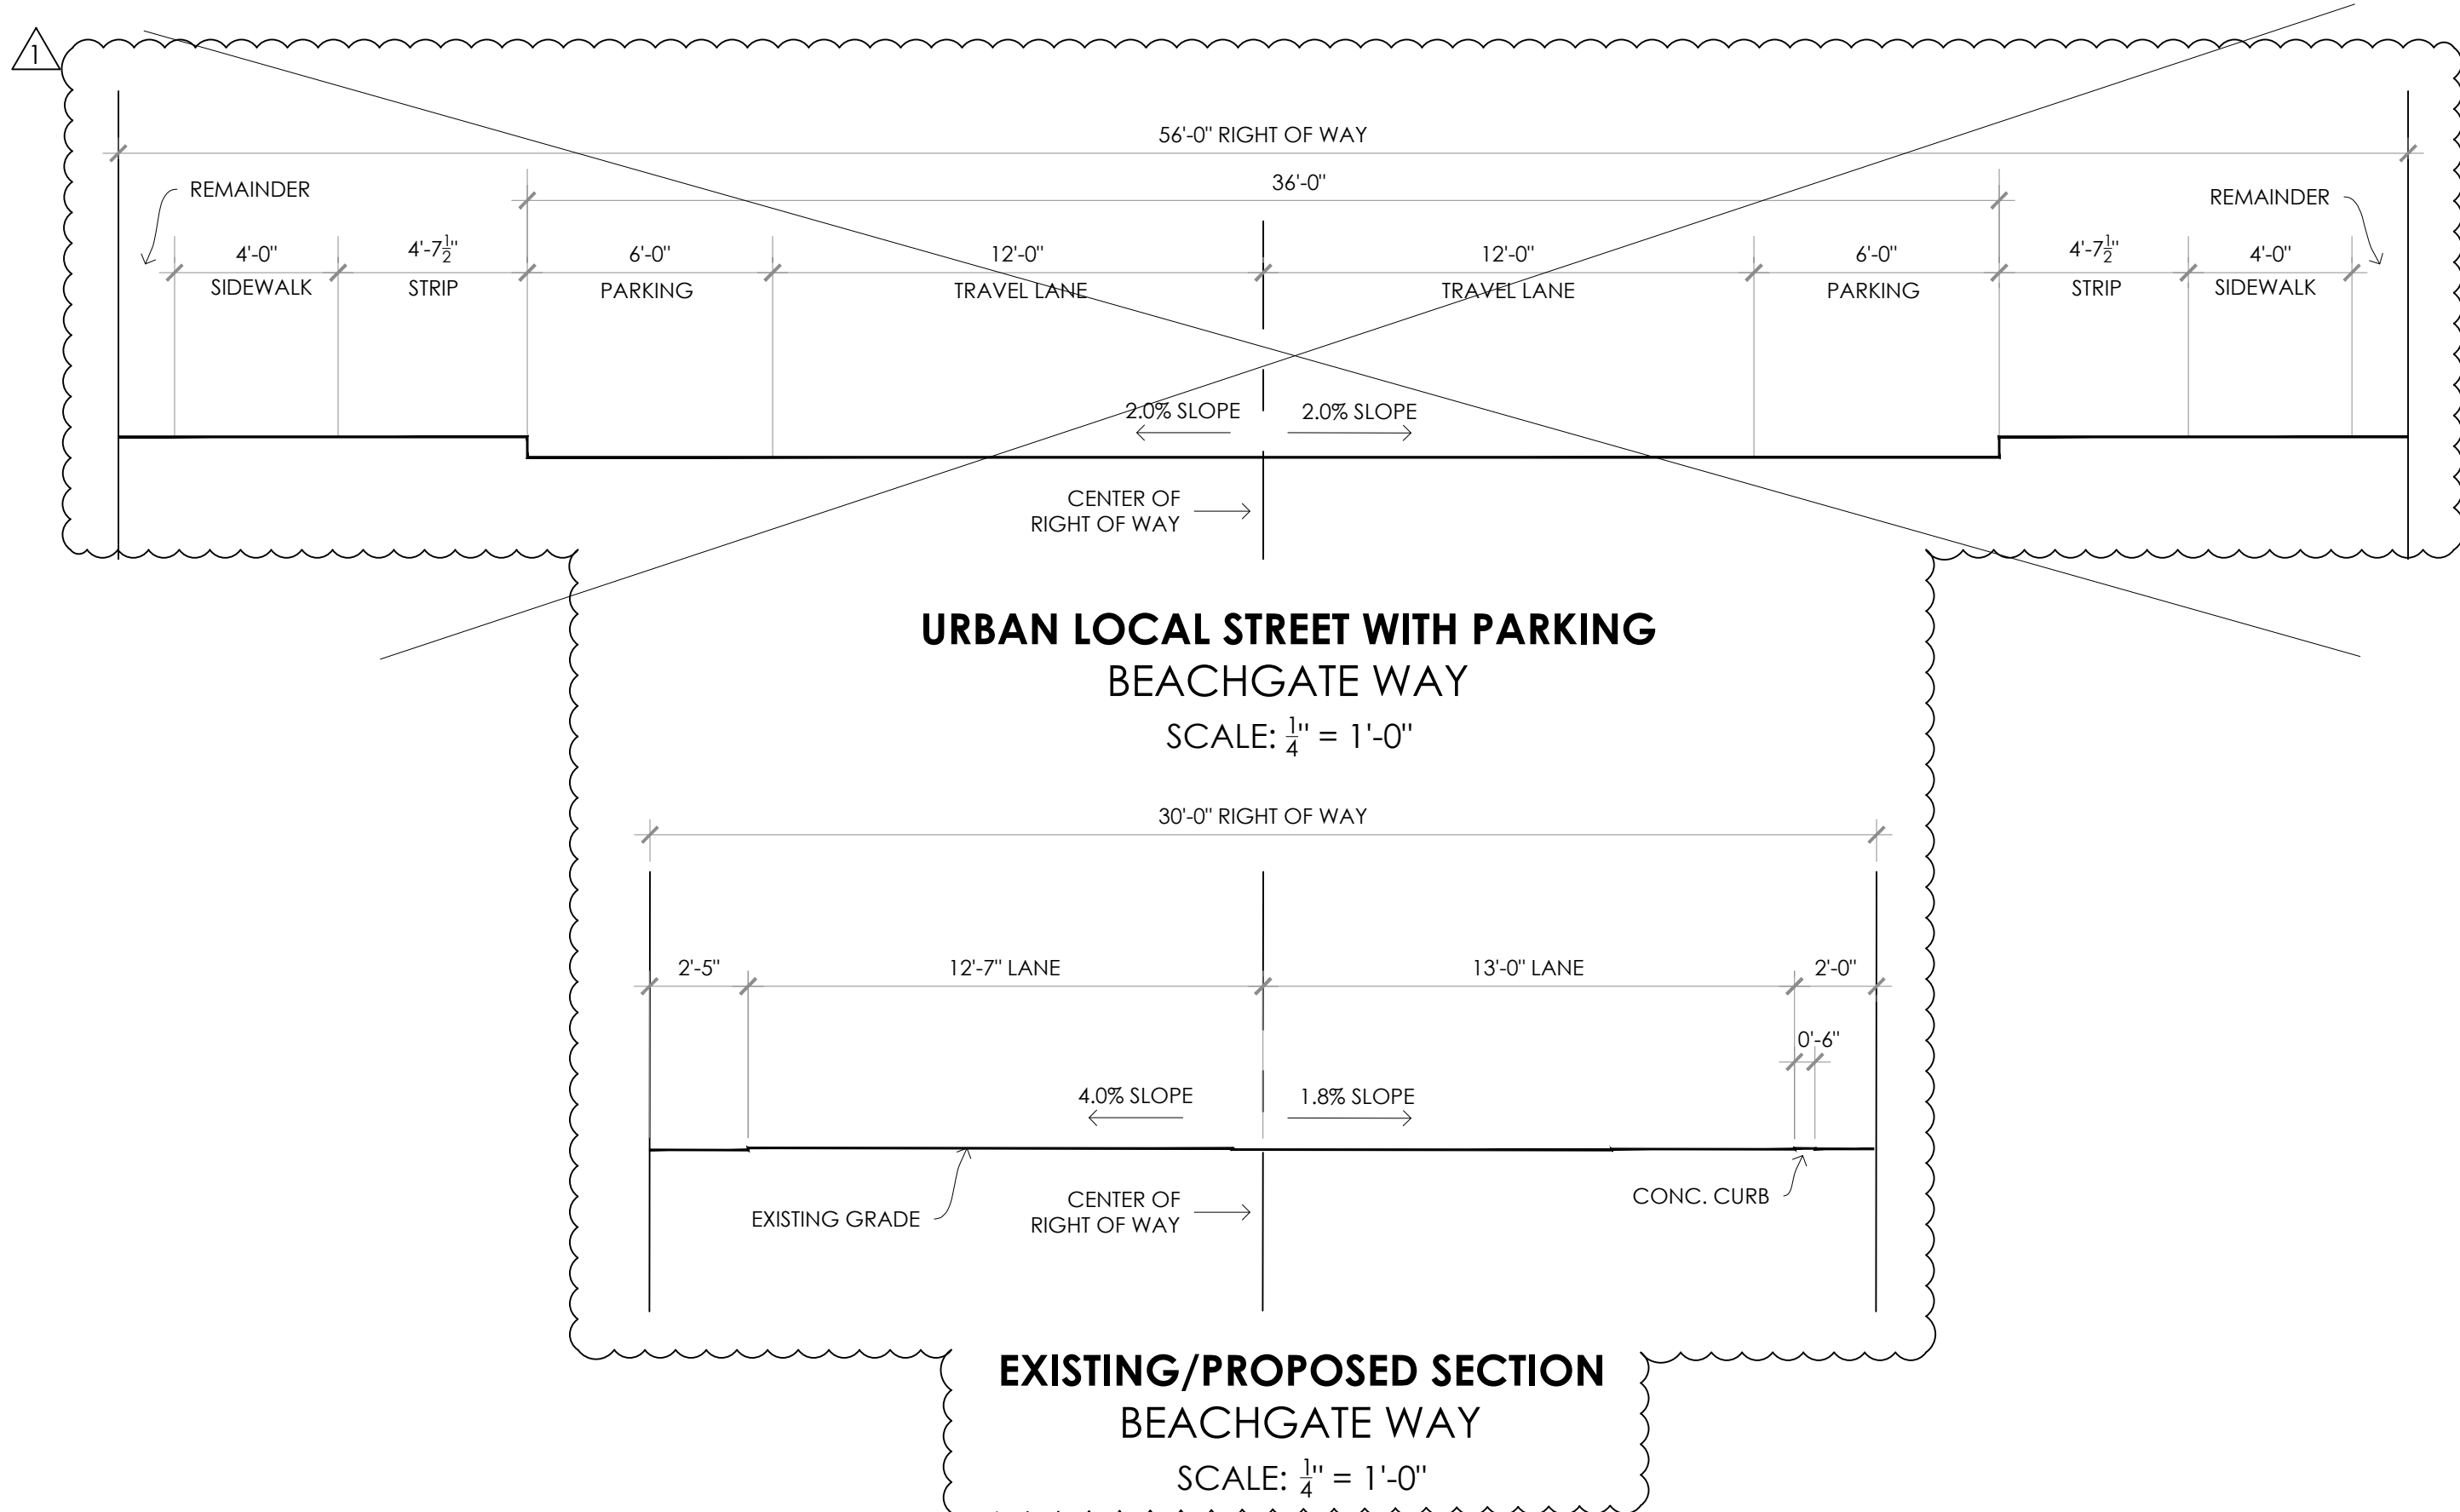 1
56'-0" RIGHT OF WAY
36'-0"
REMAINDER
REMAINDER
4'-0"
4'-7½"
6'-0"
12'-0"
12'-0"
6'-0"
4'-7½"
4'-0"
SIDEWALK
STRIP
PARKING
TRAVEL LANE
TRAVEL LANE
PARKING
STRIP
SIDEWALK
2.0% SLOPE
2.0% SLOPE
CENTER OF
RIGHT OF WAY
URBAN LOCAL STREET WITH PARKING
BEACHGATE WAY
SCALE: ¼" = 1'-0"
30'-0" RIGHT OF WAY
2'-5"
12'-7" LANE
13'-0" LANE
2'-0"
0'-6"
4.0% SLOPE
1.8% SLOPE
EXISTING GRADE
CENTER OF
RIGHT OF WAY
CONC. CURB
EXISTING/PROPOSED SECTION
BEACHGATE WAY
SCALE: ¼" = 1'-0"